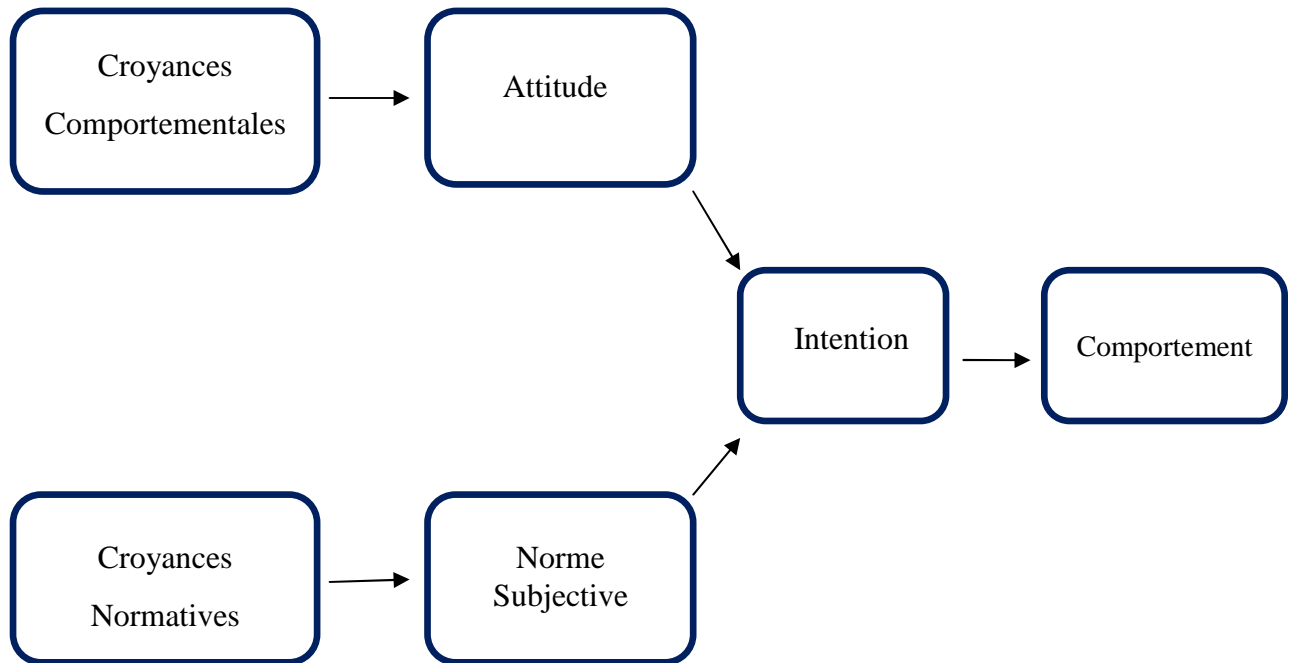 Croyances
Comportementales
Attitude
Intention
Comportement
Croyances
Normatives
Norme
Subjective